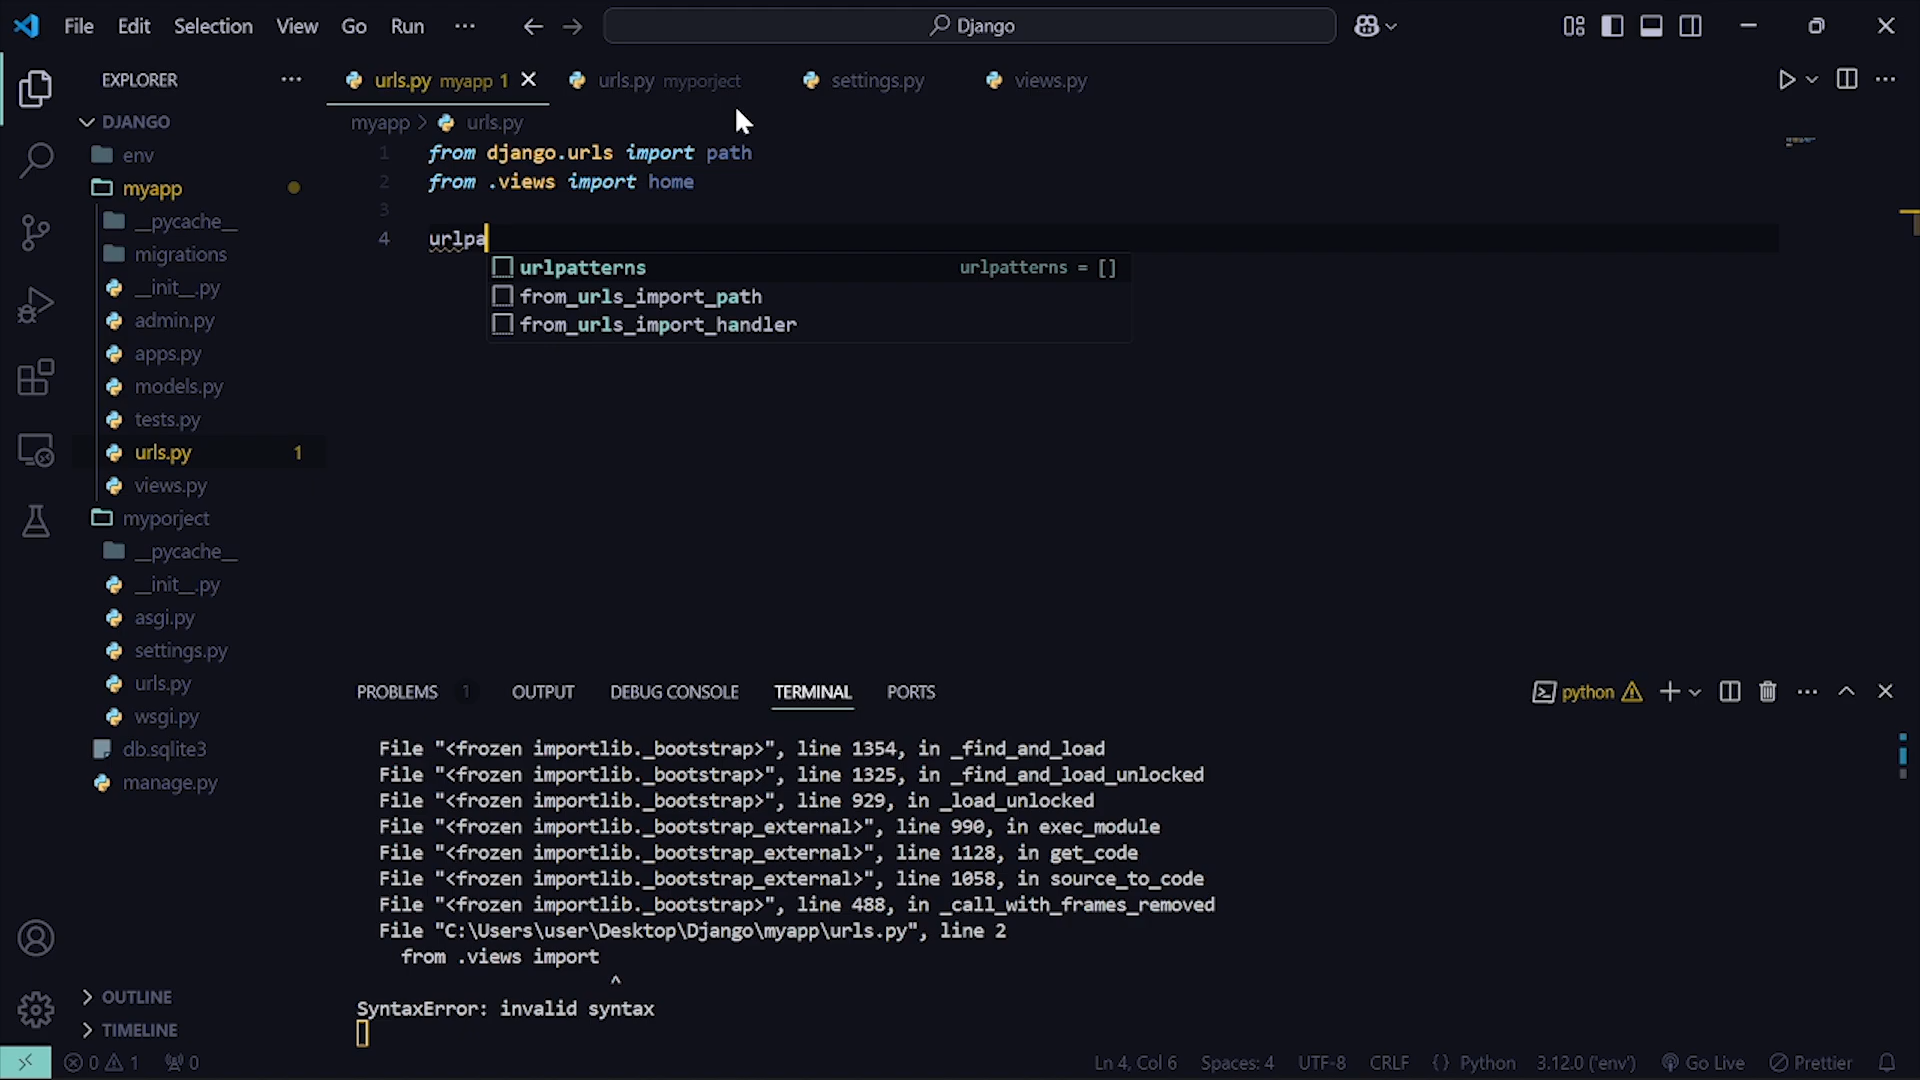 File Edit Selection View Go Run ··· Django
EXPLORER ···
DJANGO
env
myapp
__pycache__
migrations
__init__.py
admin.py
apps.py
models.py
tests.py
urls.py 1
views.py
myporject
__pycache__
__init__.py
asgi.py
settings.py
urls.py
wsgi.py
db.sqlite3
manage.py
OUTLINE
TIMELINE
urls.py myapp 1 urls.py myporject settings.py views.py
myapp > urls.py
1 from django.urls import path
2 from .views import home
3
4 urlpa
urlpatterns urlpatterns = []
from_urls_import_path
from_urls_import_handler
PROBLEMS 1 OUTPUT DEBUG CONSOLE TERMINAL PORTS python
File "<frozen importlib._bootstrap>", line 1354, in _find_and_load
File "<frozen importlib._bootstrap>", line 1325, in _find_and_load_unlocked
File "<frozen importlib._bootstrap>", line 929, in _load_unlocked
File "<frozen importlib._bootstrap_external>", line 990, in exec_module
File "<frozen importlib._bootstrap_external>", line 1128, in get_code
File "<frozen importlib._bootstrap_external>", line 1058, in source_to_code
File "<frozen importlib._bootstrap>", line 488, in _call_with_frames_removed
File "C:\Users\user\Desktop\Django\myapp\urls.py", line 2
from .views import
^
SyntaxError: invalid syntax
0 1 0 Ln 4, Col 6 Spaces: 4 UTF-8 CRLF {} Python 3.12.0 ('env') Go Live Prettier